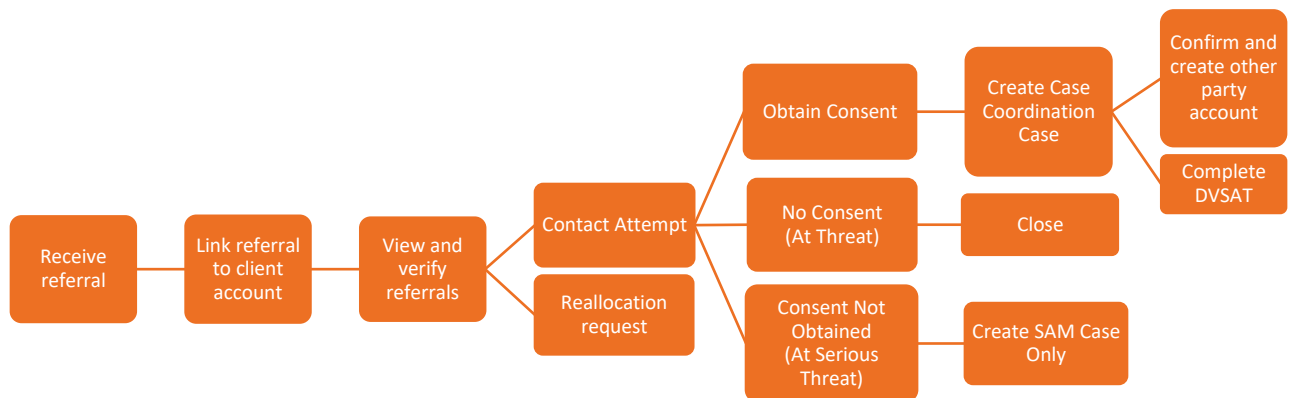 Receive
referral
Link referral
to client
account
View and
verify
referrals
Contact Attempt
Reallocation
request
Obtain Consent
No Consent
(At Threat)
Consent Not
Obtained
(At Serious
Threat)
Create Case
Coordination
Case
Close
Create SAM Case
Only
Confirm and
create other
party
account
Complete
DVSAT